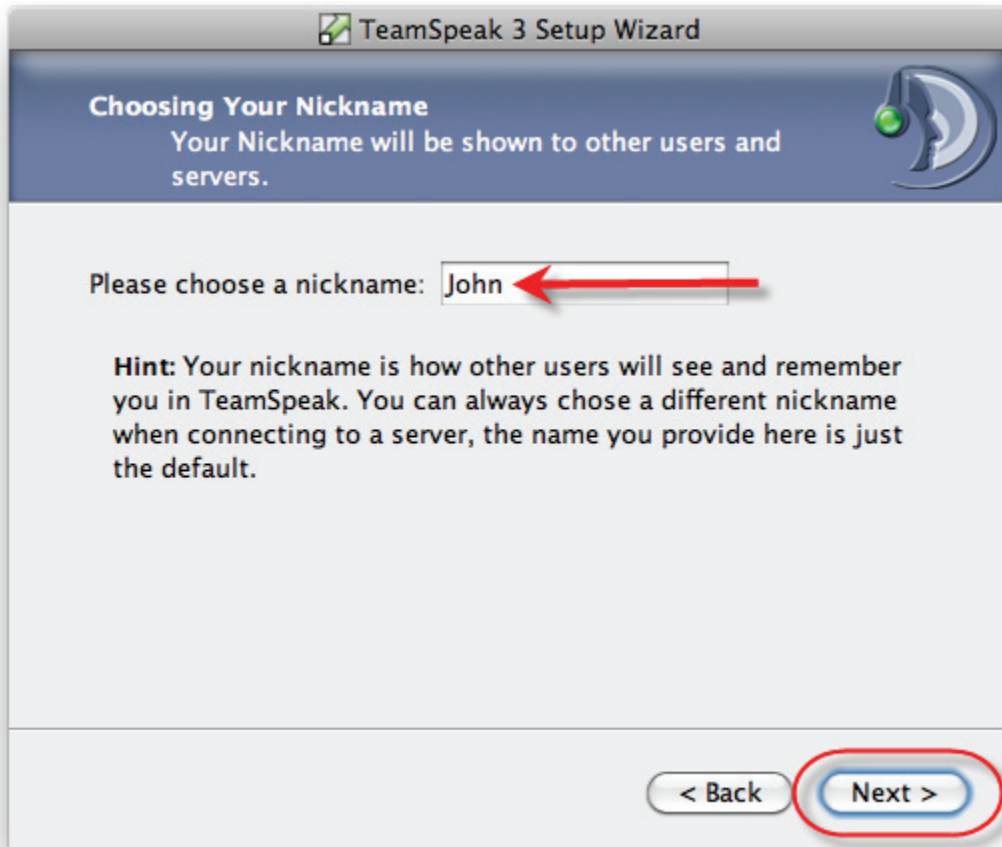 TeamSpeak 3 Setup Wizard
Choosing Your Nickname
Your Nickname will be shown to other users and
servers.
Please choose a nickname: John
Hint: Your nickname is how other users will see and remember
you in TeamSpeak. You can always chose a different nickname
when connecting to a server, the name you provide here is just
the default.
< Back Next >